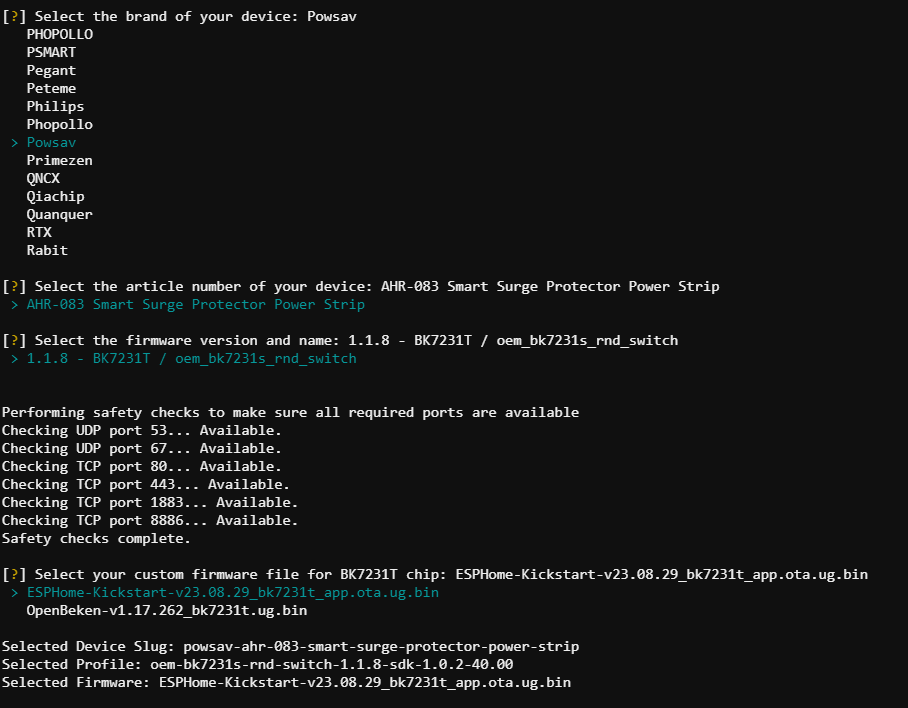 [?] Select the brand of your device: Powsav
PHOPOLLO
PSMART
Pegant
Peteme
Philips
Phopollo
> Powsav
Primezen
QNCX
Qiachip
Quanquer
RTX
Rabit
[?] Select the article number of your device: AHR-083 Smart Surge Protector Power Strip
> AHR-083 Smart Surge Protector Power Strip
[?] Select the firmware version and name: 1.1.8 - BK7231T / oem_bk7231s_rnd_switch
> 1.1.8 - BK7231T / oem_bk7231s_rnd_switch
Performing safety checks to make sure all required ports are available
Checking UDP port 53... Available.
Checking UDP port 67... Available.
Checking TCP port 80... Available.
Checking TCP port 443... Available.
Checking TCP port 1883... Available.
Checking TCP port 8886... Available.
Safety checks complete.
[?] Select your custom firmware file for BK7231T chip: ESPHome-Kickstart-v23.08.29_bk7231t_app.ota.ug.bin
> ESPHome-Kickstart-v23.08.29_bk7231t_app.ota.ug.bin
OpenBeken-v1.17.262_bk7231t.ug.bin
Selected Device Slug: powsav-ahr-083-smart-surge-protector-power-strip
Selected Profile: oem-bk7231s-rnd-switch-1.1.8-sdk-1.0.2-40.00
Selected Firmware: ESPHome-Kickstart-v23.08.29_bk7231t_app.ota.ug.bin